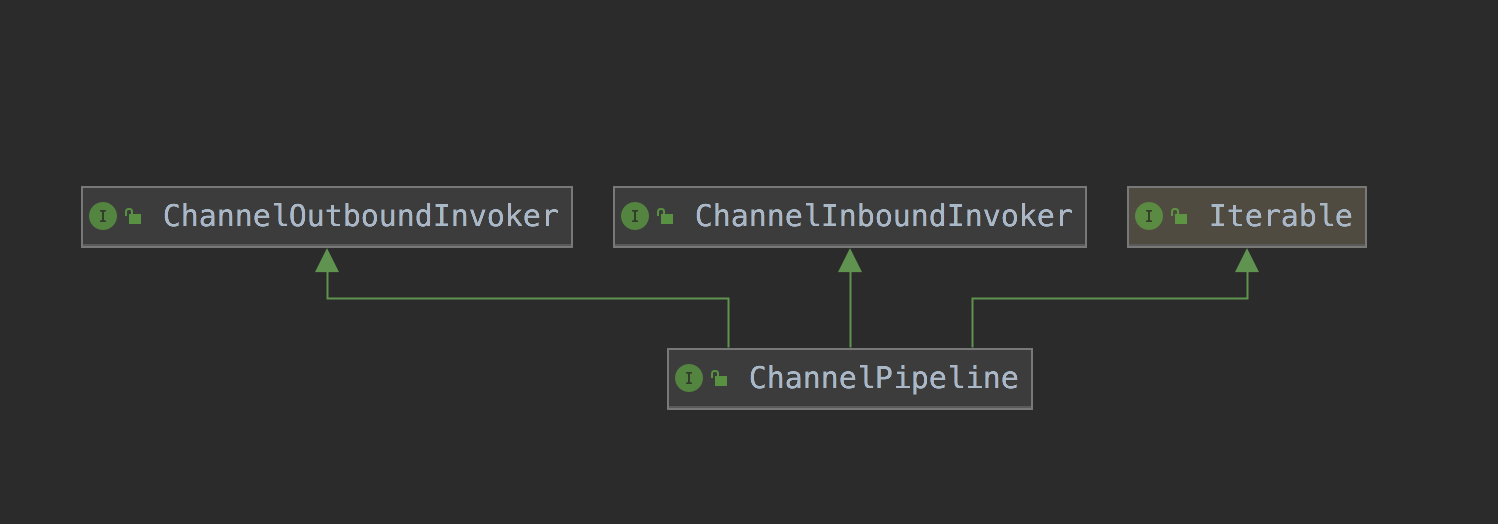 I ChannelOutboundInvoker
I ChannelInboundInvoker
I Iterable
I ChannelPipeline